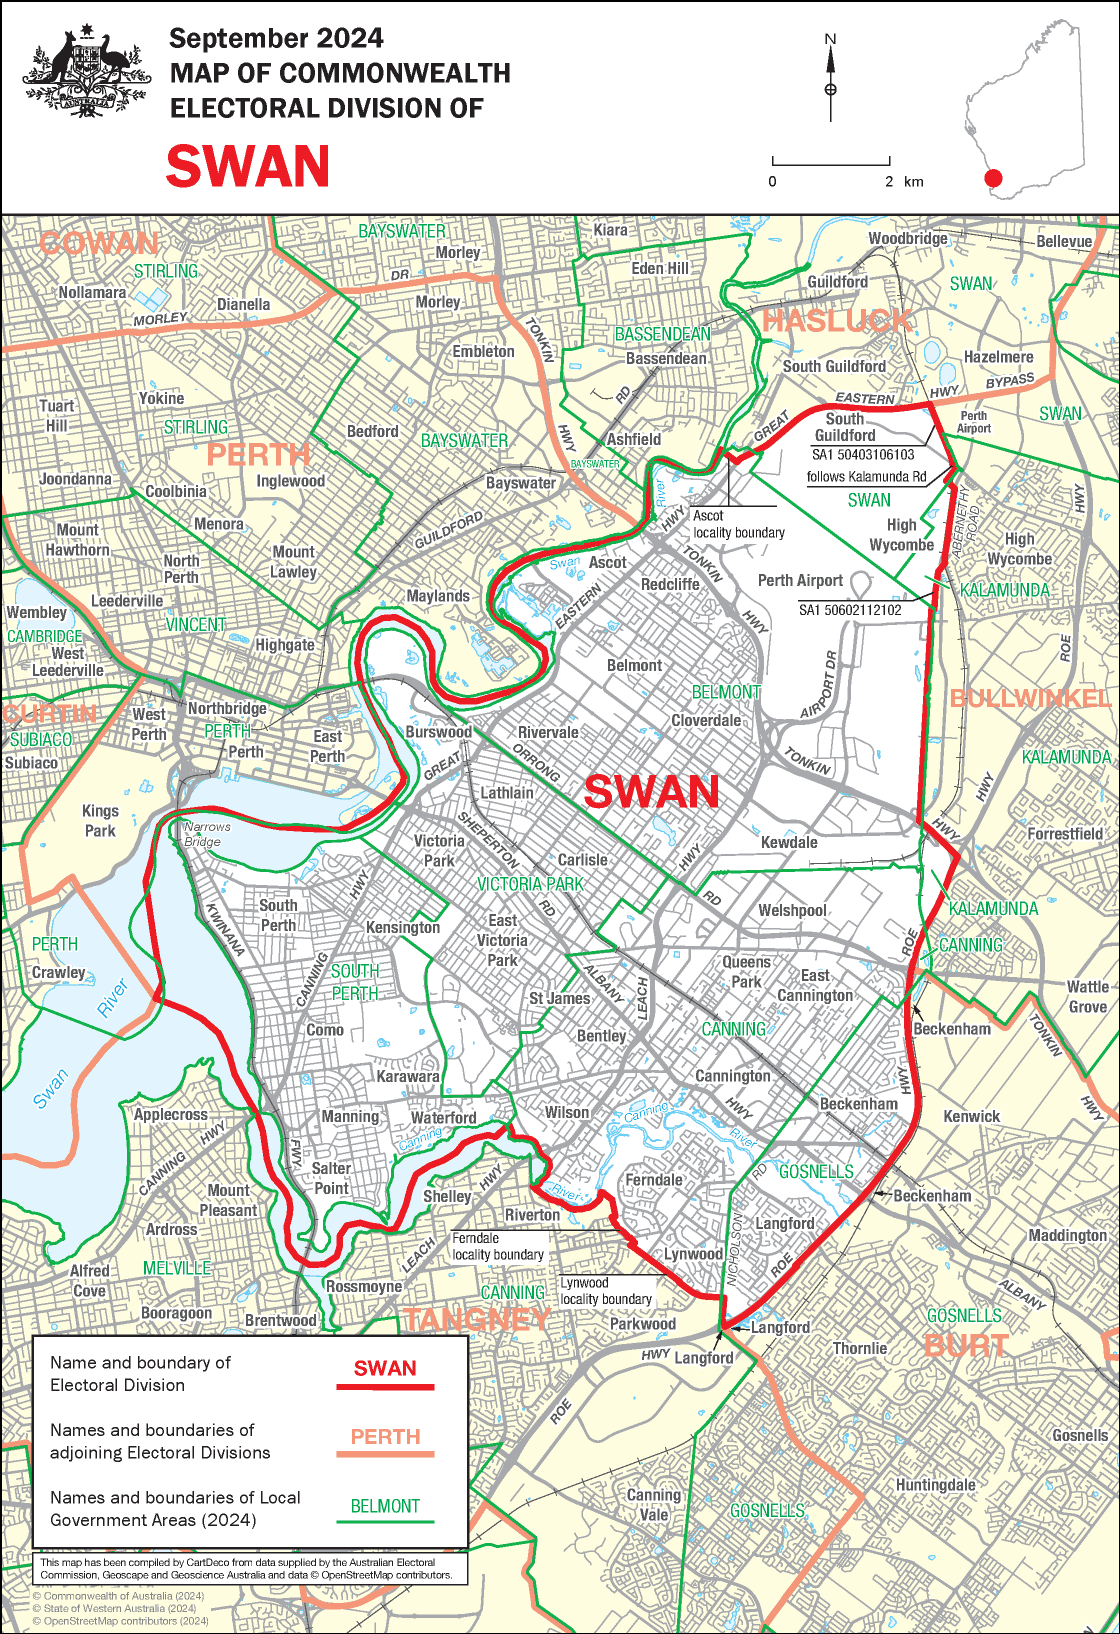 September 2024
MAP OF COMMONWEALTH
ELECTORAL DIVISION OF
SWAN
AUSTRALIA
N
0 2 km
COWAN
STIRLING
Nollamara
Dianella
MORLEY
DR
BAYSWATER
Morley
Morley
Kiara
Eden Hill
Woodbridge
Bellevue
Guildford
SWAN
HASLUCK
BASSENDEAN
Bassendean
TONKIN
Embleton
South Guildford
Hazelmere
HWY
BYPASS
EASTERN
Tuart
Hill
Yokine
STIRLING
PERTH
Bedford
BAYSWATER
RD
HWY
Ashfield
BAYSWATER
GREAT
South
Guildford
SA1 50403106103
Perth
Airport
SWAN
follows Kalamunda Rd
Joondanna
Coolbinia
Inglewood
Bayswater
River
SWAN
Menora
GUILDFORD
Ascot
locality boundary
HWY
High
Wycombe
ABERNETHY
ROAD
High
Wycombe
HWY
Mount
Hawthorn
North
Perth
Mount
Lawley
Swan
Ascot
TONKIN
Redcliffe
Perth Airport
KALAMUNDA
SA1 50602112102
Wembley
Leederville
Maylands
EASTERN
HWY
CAMBRIDGE
West
Leederville
VINCENT
Highgate
Belmont
ROE
AIRPORT DR
BELMONT
BULLWINKEL
CURTIN
SUBIACO
Subiaco
West
Perth
Northbridge
PERTH
Perth
East
Perth
Burswood
Rivervale
Cloverdale
GREAT
ORRONG
TONKIN
KALAMUNDA
SWAN
Lathlain
HWY
Kings
Park
Narrows
Bridge
Victoria
Park
SHEPERTON
Carlisle
HWY
Kewdale
HWY
Forrestfield
HWY
VICTORIA PARK
RD
RD
Welshpool
KALAMUNDA
KWINANA
South
Perth
Kensington
East
Victoria
Park
PERTH
Crawley
River
CANNING
SOUTH
PERTH
ALBANY
LEACH
Queens
Park
East
Cannington
ROE
CANNING
Wattle
Grove
St James
Como
Bentley
CANNING
Beckenham
TONKIN
Swan
Karawara
Cannington
HWY
HWY
HWY
Applecross
HWY
Manning
Waterford
Canning
Wilson
Canning
River
Beckenham
Kenwick
CANNING
FWY
Salter
Point
Mount
Pleasant
Shelley
HWY
River
Ferndale
RD
GOSNELLS
Beckenham
Ardross
Riverton
NICHOLSON
Langford
Maddington
Ferndale
locality boundary
LEACH
Lynwood
ROE
Alfred
Cove
MELVILLE
Rossmoyne
CANNING
Lynwood
locality boundary
ALBANY
Booragoon
Brentwood
TANGNEY
Parkwood
Langford
GOSNELLS
BURT
HWY
Langford
Thornlie
ROE
Gosnells
Huntingdale
Canning
Vale
GOSNELLS
Name and boundary of
Electoral Division
SWAN
Names and boundaries of
adjoining Electoral Divisions
PERTH
Names and boundaries of Local
Government Areas (2024)
BELMONT
This map has been compiled by CartDeco from data supplied by the Australian Electoral
Commission, Geoscape and Geoscience Australia and data © OpenStreetMap contributors.
© Commonwealth of Australia (2024)
© State of Western Australia (2024)
© OpenStreetMap contributors (2024)